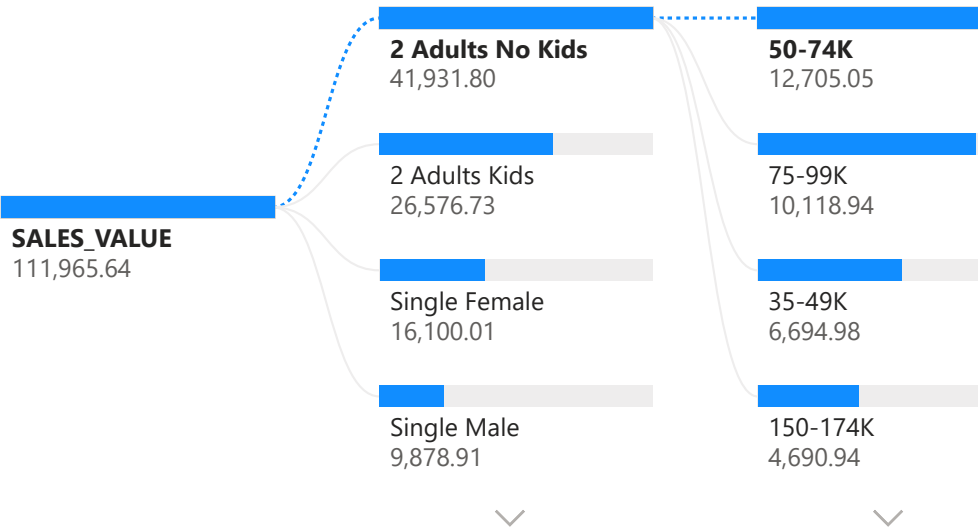 2 Adults No Kids
41,931.80
50-74K
12,705.05
2 Adults Kids
26,576.73
75-99K
10,118.94
SALES_VALUE
111,965.64
Single Female
16,100.01
35-49K
6,694.98
Single Male
9,878.91
150-174K
4,690.94